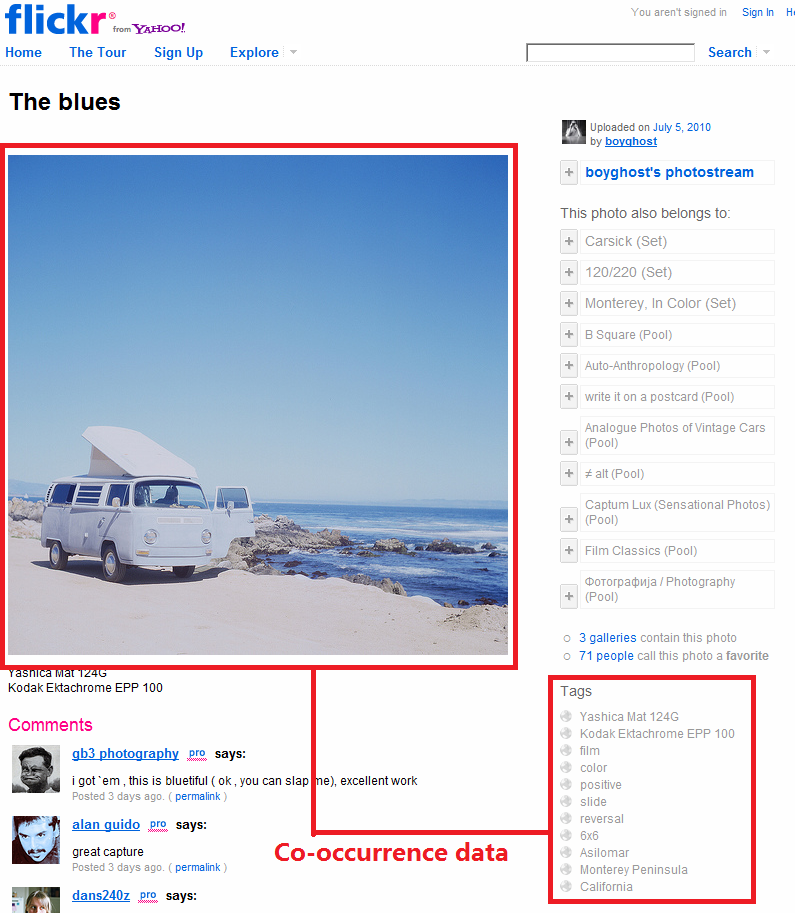 flickr® from YAHOO!
You aren't signed in Sign In He
Home The Tour Sign Up Explore Search
The blues
Uploaded on July 5, 2010
by boyghost
boyghost's photostream
This photo also belongs to:
Carsick (Set)
120/220 (Set)
Monterey, In Color (Set)
B Square (Pool)
Auto-Anthropology (Pool)
write it on a postcard (Pool)
Analogue Photos of Vintage Cars
(Pool)
≠ alt (Pool)
Captum Lux (Sensational Photos)
(Pool)
Film Classics (Pool)
Фотографија / Photography
(Pool)
3 galleries contain this photo
71 people call this photo a favorite
Yashica Mat 124G
Kodak Ektachrome EPP 100
Tags
Yashica Mat 124G
Kodak Ektachrome EPP 100
film
color
positive
slide
reversal
6x6
Asilomar
Monterey Peninsula
California
Comments
gb3 photography pro says:
i got `em , this is bluetiful ( ok , you can slap me), excellent work
Posted 3 days ago. ( permalink )
alan guido pro says:
great capture
Posted 3 days ago. ( permalink )
dans240z pro says:
Co-occurrence data